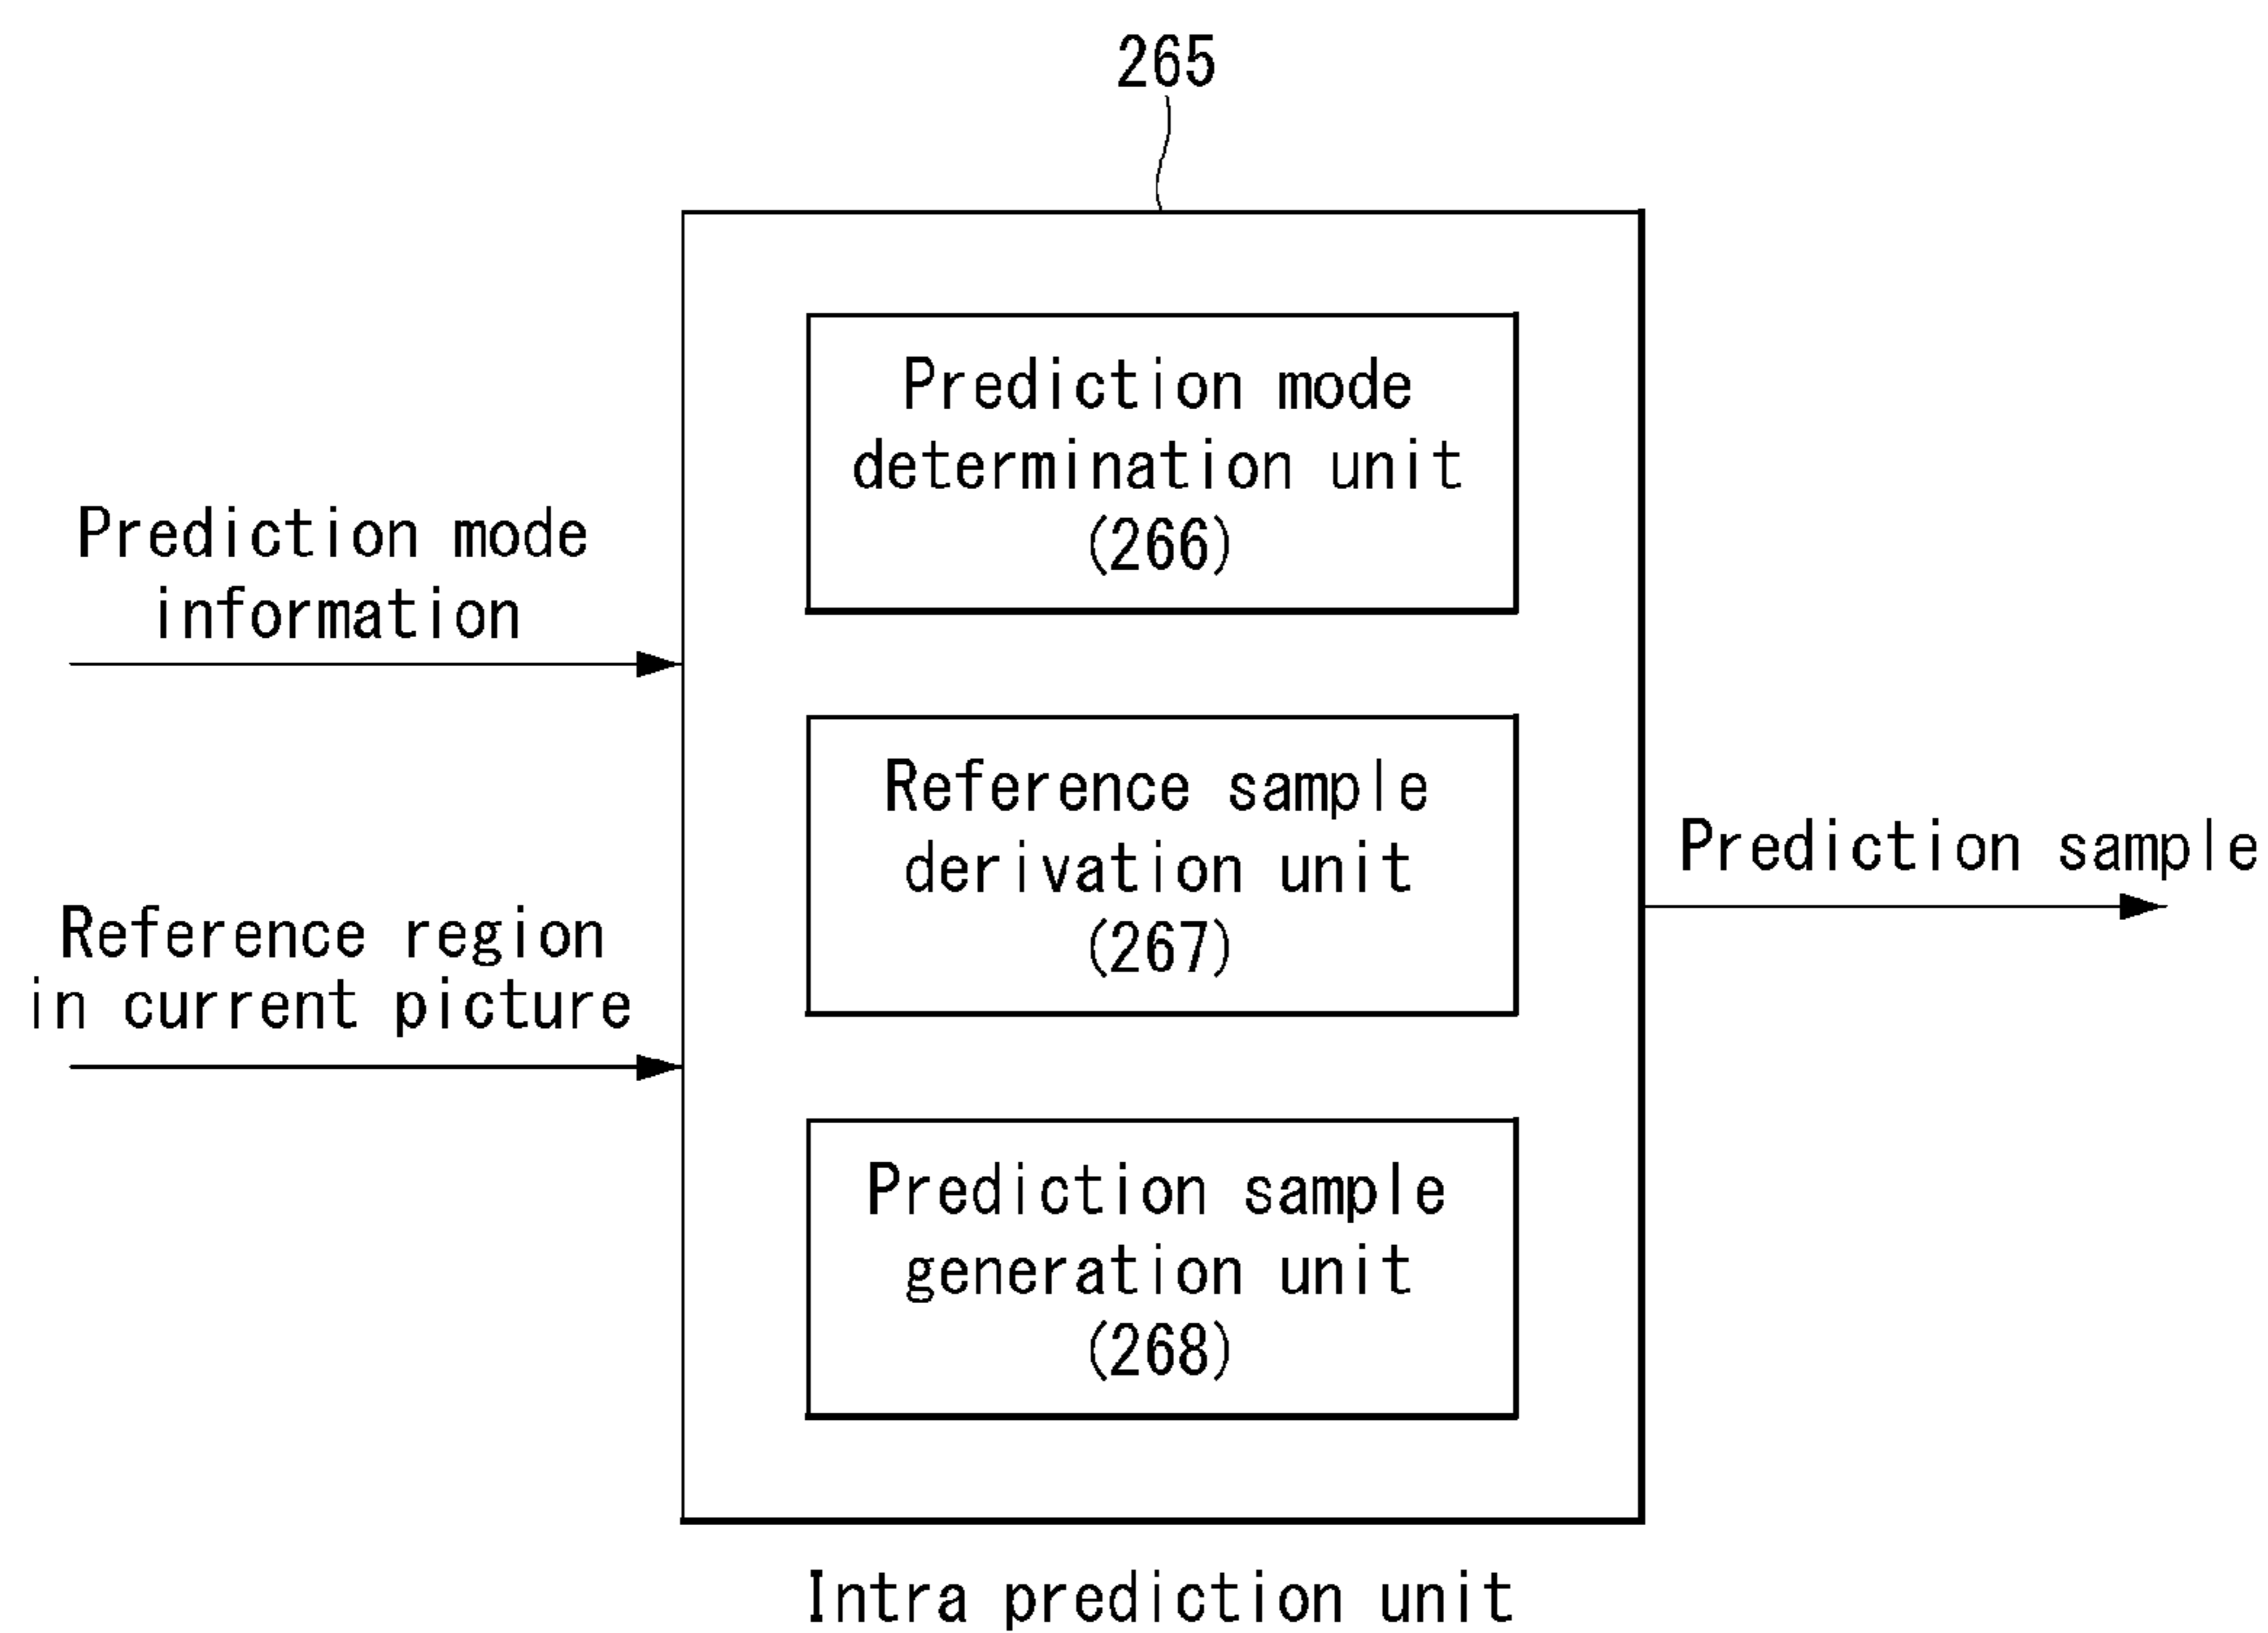 265
Prediction mode
determination unit
(266)
Prediction mode
information
Reference sample
derivation unit
(267)
Reference region
in current picture
Prediction sample
Prediction sample
generation unit
(268)
Intra prediction unit